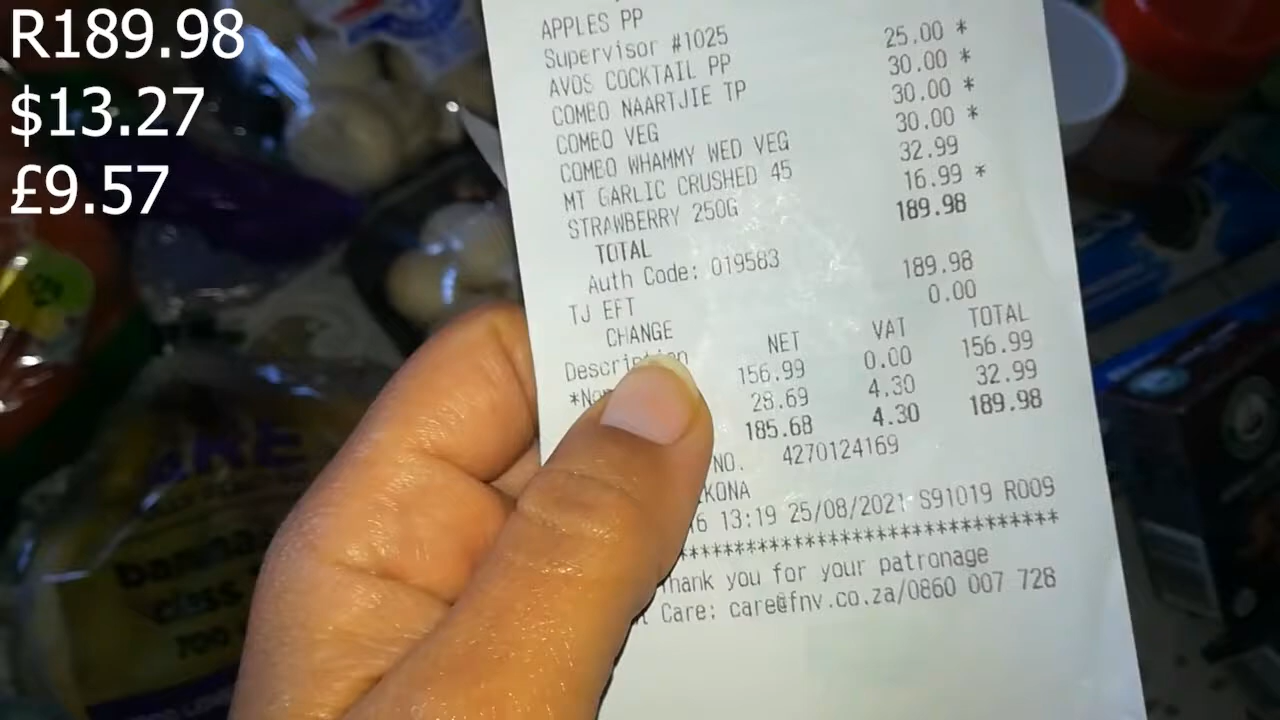 R189.98
$13.27
£9.57
APPLES PP
Supervisor #1025
AVOS COCKTAIL PP 25.00 *
COMBO NAARTJIE TP 30.00 *
COMBO VEG 30.00 *
COMBO WHAMMY WED VEG 30.00 *
MT GARLIC CRUSHED 45 32.99
STRAWBERRY 250G 16.99 *
TOTAL 189.98
Auth Code: 019583
TJ EFT 189.98
CHANGE 0.00
Description NET VAT TOTAL
156.99 0.00 156.99
28.69 4.30 32.99
185.68 4.30 189.98
NO. 4270124169
KONA
16 13:19 25/08/2021 S91019 R009
**********************************
Thank you for your patronage
Care: care@fnv.co.za/0860 007 728